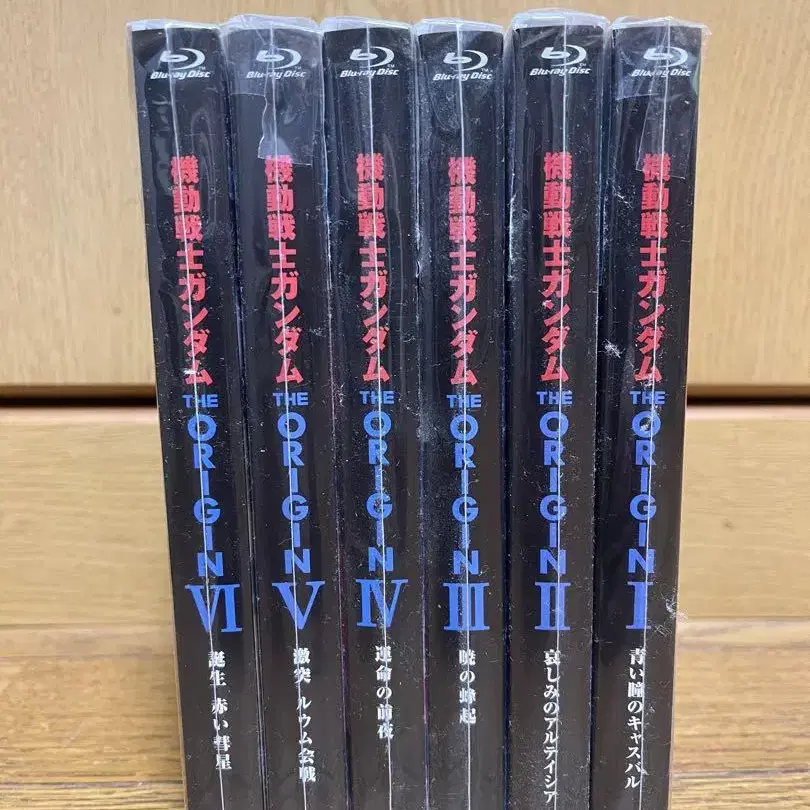 Blu-ray Disc
機動戦士ガンダム
THE
ORIGIN
VI
誕生 赤い彗星
Blu-ray Disc
機動戦士ガンダム
THE
ORIGIN
V
激突 ルウム会戦
Blu-ray Disc
機動戦士ガンダム
THE
ORIGIN
IV
運命の前夜
Blu-ray Disc
機動戦士ガンダム
THE
ORIGIN
III
暁の蜂起
Blu-ray Disc
機動戦士ガンダム
THE
ORIGIN
II
哀しみのアルテイシア
Blu-ray Disc
機動戦士ガンダム
THE
ORIGIN
I
青い瞳のキャスバル